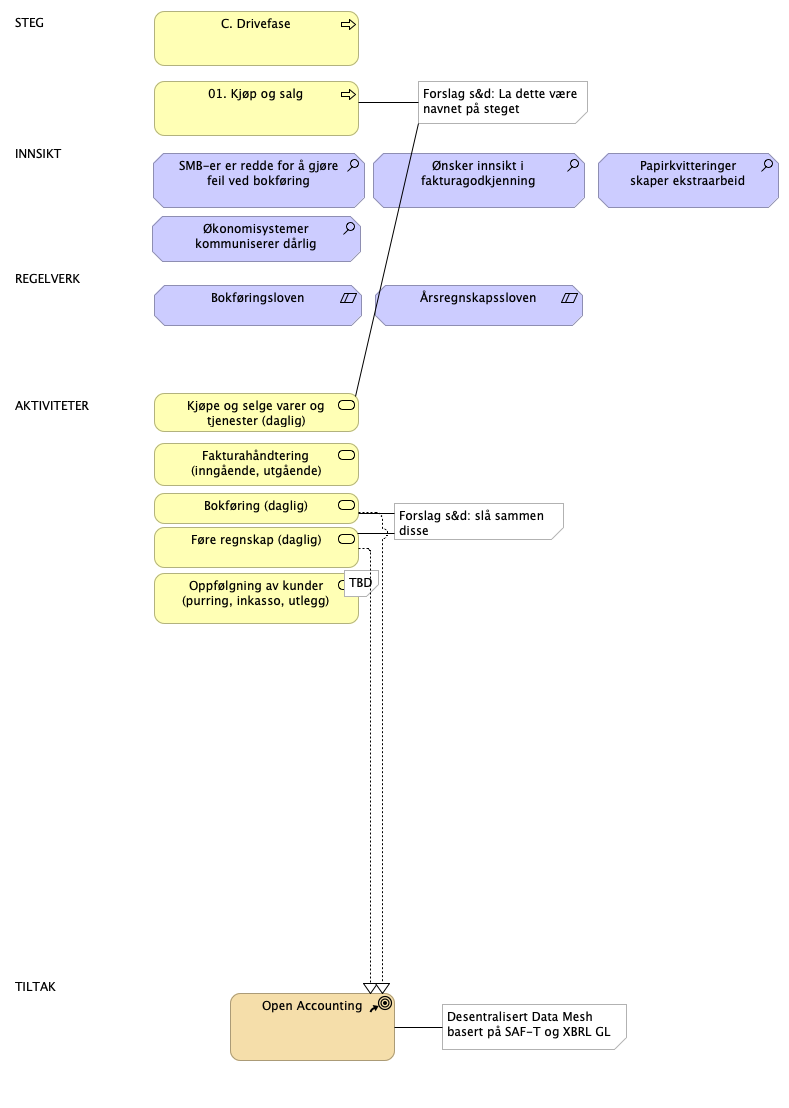 STEG
C. Drivefase
01. Kjøp og salg
Forslag s&d: La dette være
navnet på steget
INNSIKT
SMB-er er redde for å gjøre
feil ved bokføring
Ønsker innsikt i
fakturagodkjenning
Papirkvitteringer
skaper ekstraarbeid
Økonomisystemer
kommuniserer dårlig
REGELVERK
Bokføringsloven
Årsregnskapssloven
AKTIVITETER
Kjøpe og selge varer og
tjenester (daglig)
Fakturahåndtering
(inngående, utgående)
Bokføring (daglig)
Forslag s&d: slå sammen
disse
Føre regnskap (daglig)
Oppfølgning av kunder
(purring, inkasso, utlegg)
TBD
TILTAK
Open Accounting
Desentralisert Data Mesh
basert på SAF-T og XBRL GL